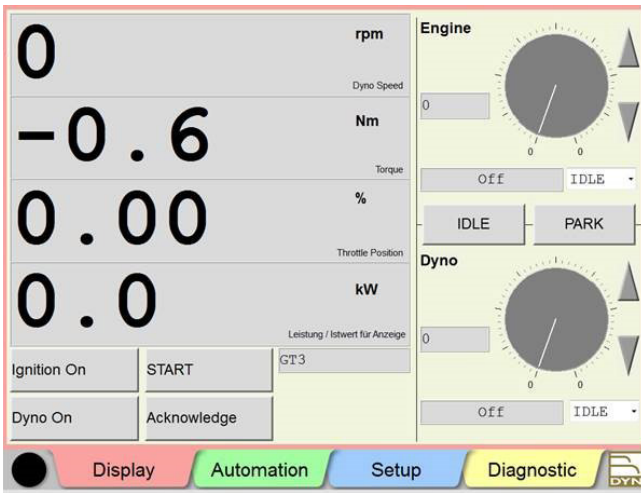 0
rpm
Dyno Speed
-0.6
Nm
Torque
0.00
%
Throttle Position
0.0
kW
Leistung / Istwert für Anzeige
Ignition On
START
GT3
Dyno On
Acknowledge
Engine
0
0 0
Off
IDLE
IDLE
PARK
Dyno
0
0 0
Off
IDLE
Display
Automation
Setup
Diagnostic
DYN